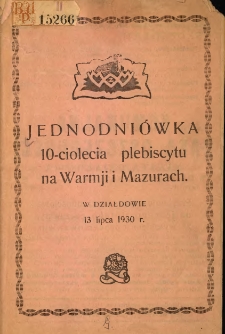 15266
JEDNODNIÓWKA
10-ciolecia plebiscytu
na Warmji i Mazurach.
W DZIAŁDOWIE
13 lipca 1930 r.